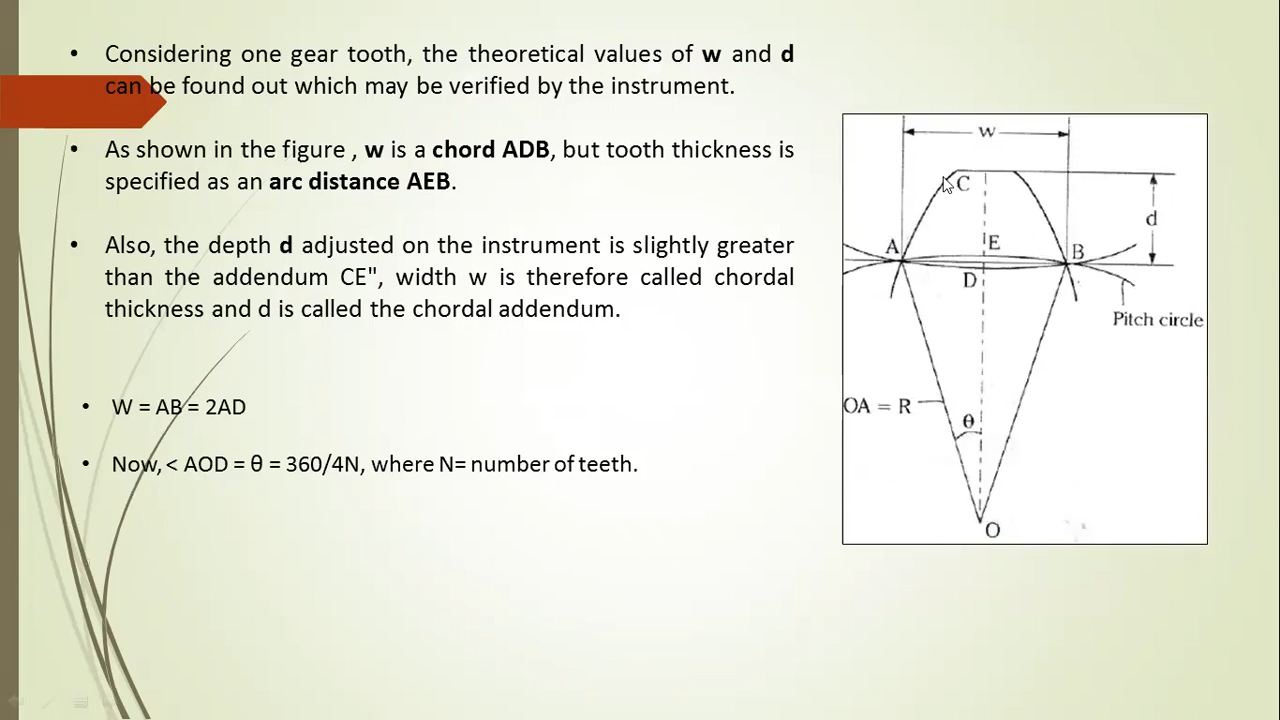 • Considering one gear tooth, the theoretical values of w and d
can be found out which may be verified by the instrument.
• As shown in the figure , w is a chord ADB, but tooth thickness is
specified as an arc distance AEB.
• Also, the depth d adjusted on the instrument is slightly greater
than the addendum CE", width w is therefore called chordal
thickness and d is called the chordal addendum.
• W = AB = 2AD
• Now, < AOD = θ = 360/4N, where N= number of teeth.
w
C
d
A
E
B
D
Pitch circle
OA = R
θ
O